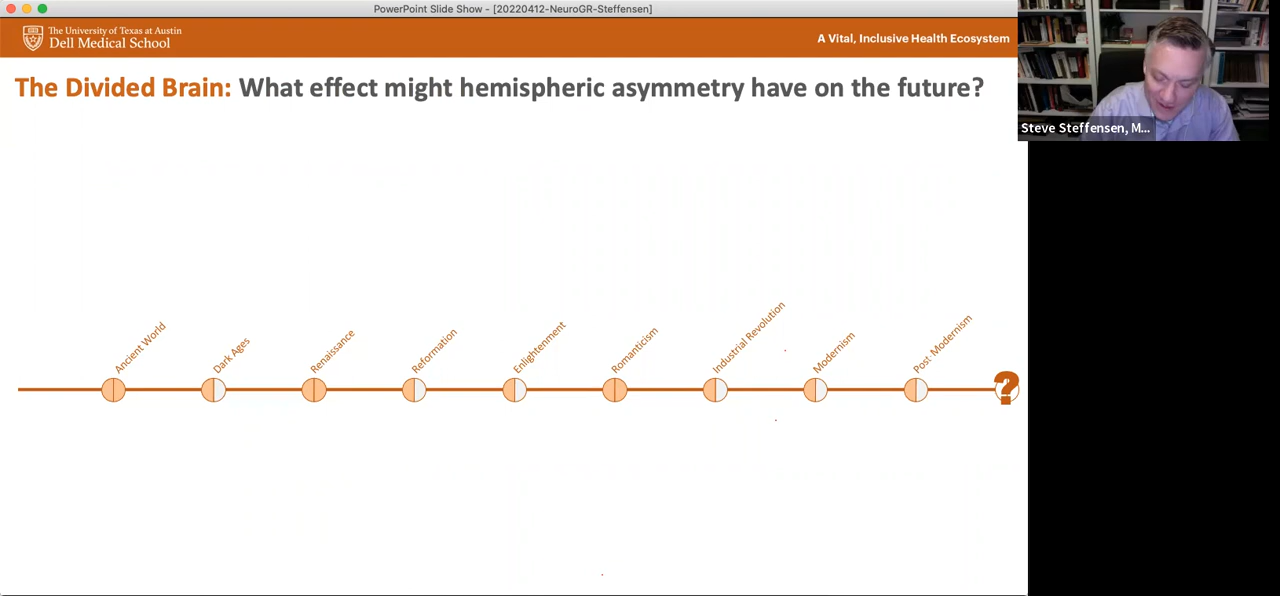 PowerPoint Slide Show - [20220412-NeuroGR-Steffensen]
The University of Texas at Austin
Dell Medical School
A Vital, Inclusive Health Ecosystem
Steve Steffensen, M...
The Divided Brain: What effect might hemispheric asymmetry have on the future?
Ancient World
Dark Ages
Renaissance
Reformation
Enlightenment
Romanticism
Industrial Revolution
Modernism
Post-Modernism
?